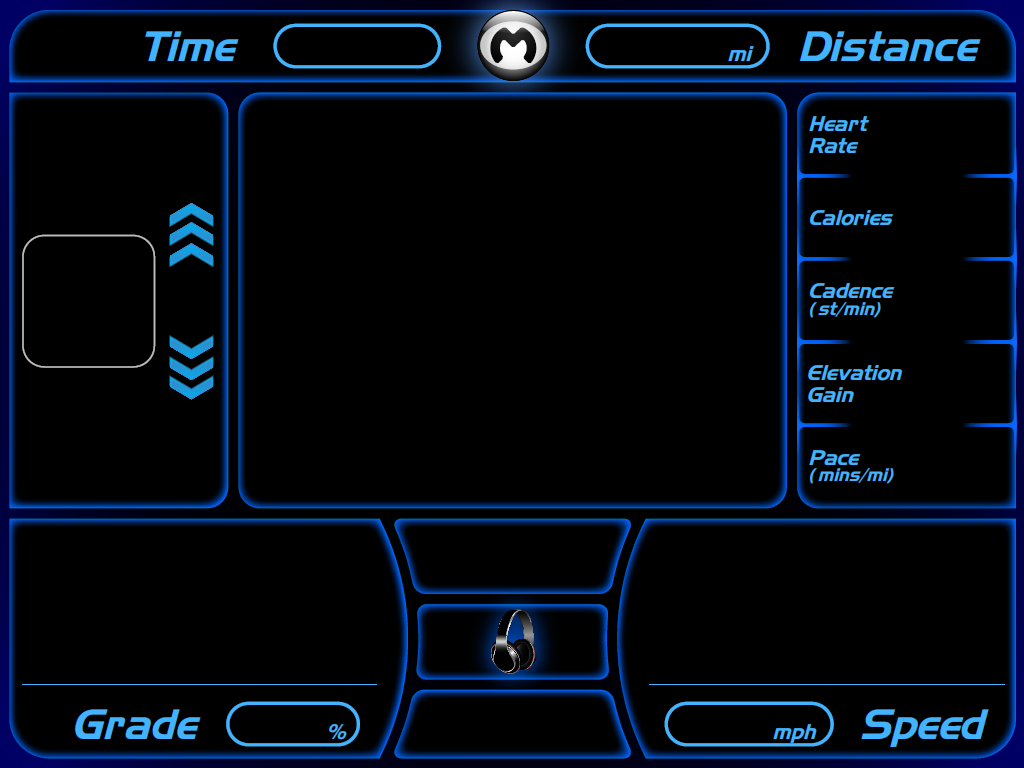 Time
mi
Distance
Heart
Rate
Calories
Cadence
( st/min)
Elevation
Gain
Pace
( mins/mi)
Grade
%
mph
Speed